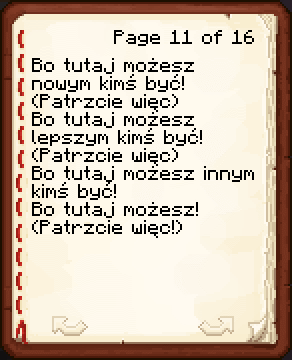 Page 11 of 16
Bo tutaj możesz
nowym kimś być!
(Patrzcie więc)
Bo tutaj możesz
lepszym kimś być!
(Patrzcie więc)
Bo tutaj możesz innym
kimś być!
Bo tutaj możesz!
(Patrzcie więc!)